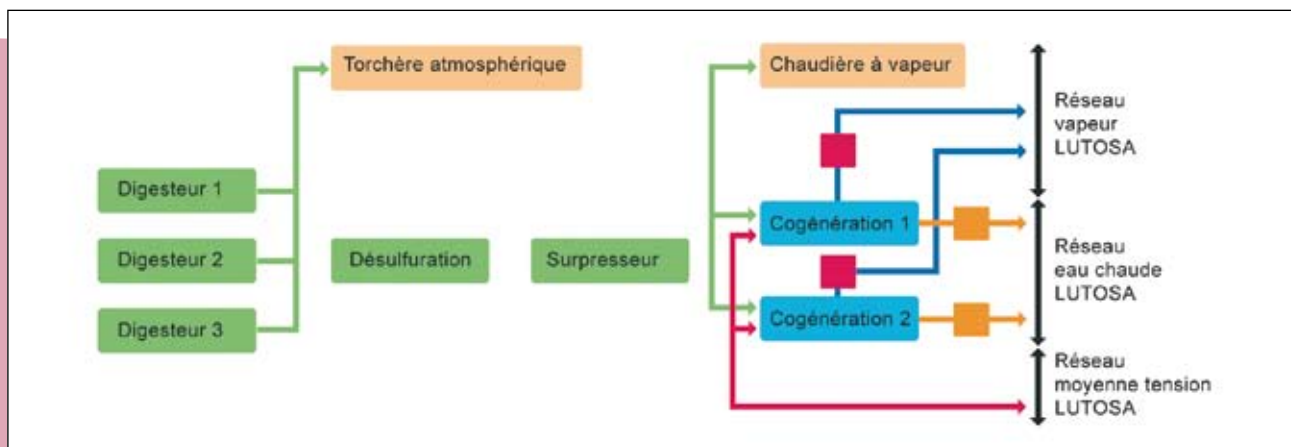 Torchère atmosphérique
Chaudière à vapeur
Réseau
vapeur
LUTOSA
Digesteur 1
Cogénération 1
Digesteur 2
Désulfuration
Surpresseur
Réseau
eau chaude
LUTOSA
Digesteur 3
Cogénération 2
Réseau
moyenne tension
LUTOSA